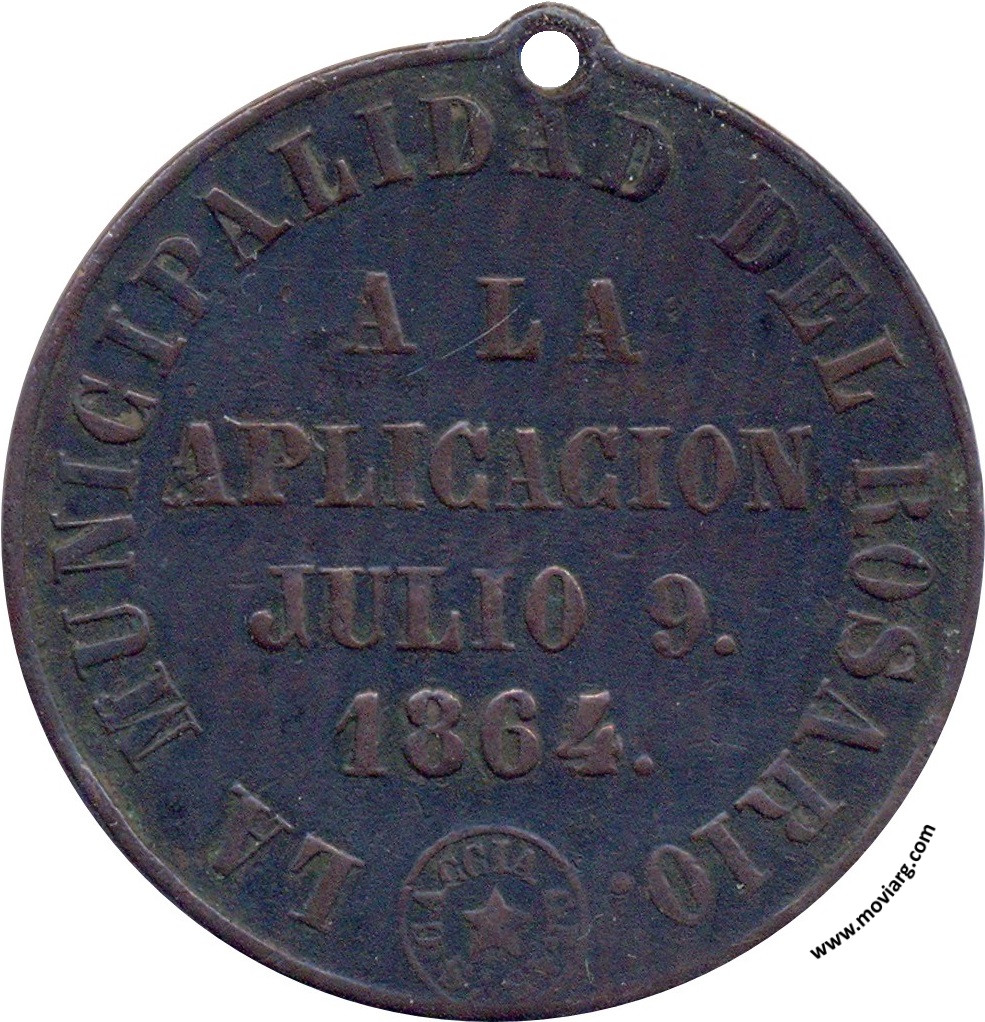 LA MUNICIPALIDAD DEL ROSARIO
A LA
APLICACION
JULIO 9.
1864.
www.moviarg.com